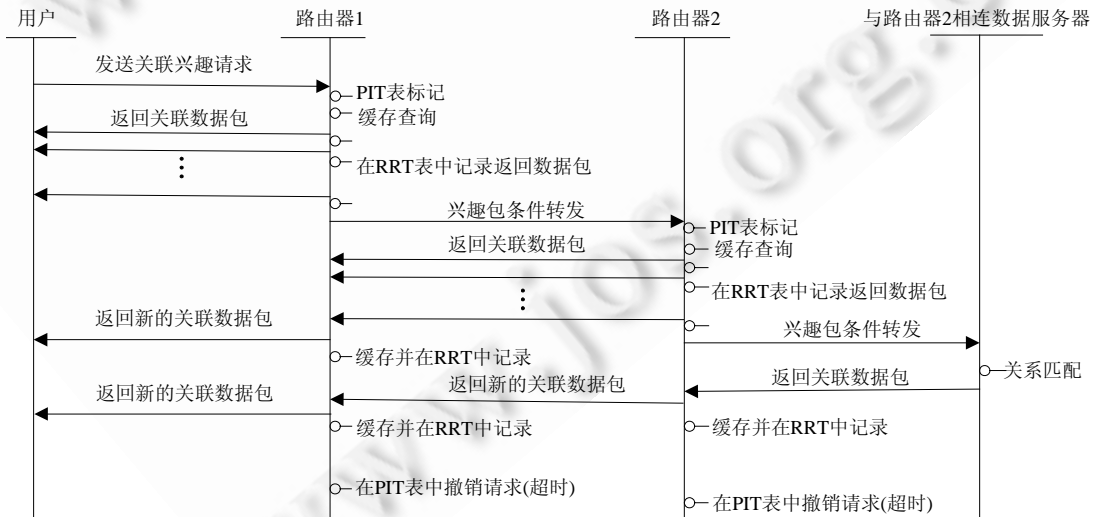 用户
路由器1
路由器2
与路由器2相连数据服务器
发送关联兴趣请求
PIT表标记
缓存查询
返回关联数据包
在RRT表中记录返回数据包
兴趣包条件转发
PIT表标记
返回关联数据包
缓存查询
在RRT表中记录返回数据包
返回新的关联数据包
兴趣包条件转发
缓存并在RRT中记录
关系匹配
返回关联数据包
返回新的关联数据包
返回新的关联数据包
缓存并在RRT中记录
缓存并在RRT中记录
在PIT表中撤销请求(超时)
在PIT表中撤销请求(超时)
www.jos.org.